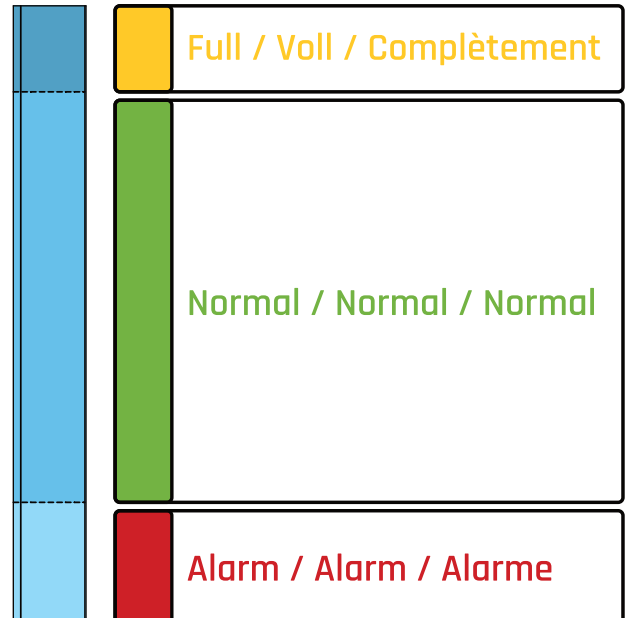 Full / Voll / Complètement
Normal / Normal / Normal
Alarm / Alarm / Alarme